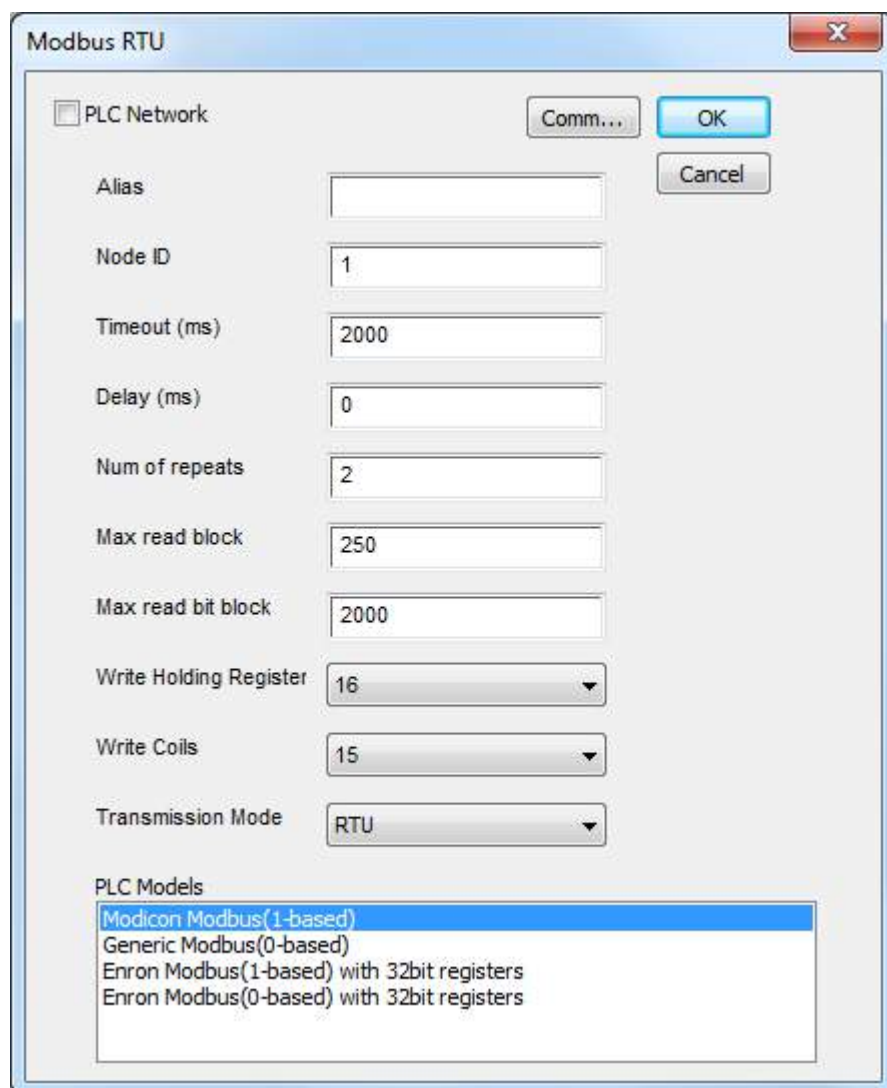 Modbus RTU
PLC Network
Comm...
OK
Cancel
Alias
Node ID
1
Timeout (ms)
2000
Delay (ms)
0
Num of repeats
2
Max read block
250
Max read bit block
2000
Write Holding Register
16
Write Coils
15
Transmission Mode
RTU
PLC Models
Modicon Modbus(1-based)
Generic Modbus(0-based)
Enron Modbus(1-based) with 32bit registers
Enron Modbus(0-based) with 32bit registers